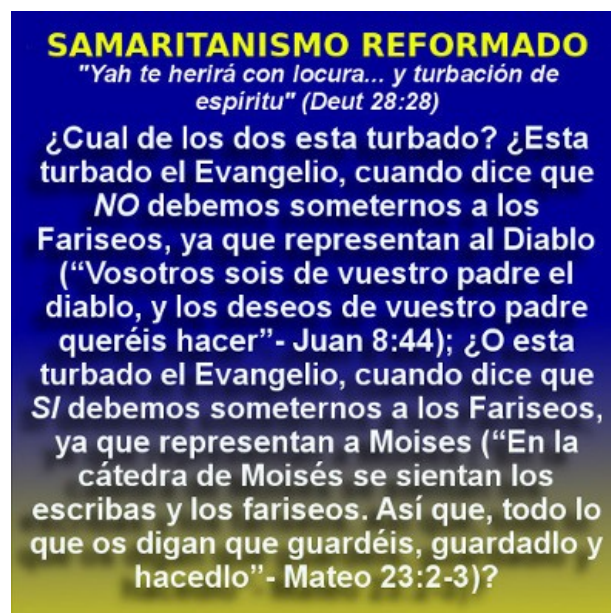 SAMARITANISMO REFORMADO
"Yah te herirá con locura... y turbación de
espíritu" (Deut 28:28)
¿Cual de los dos esta turbado? ¿Esta
turbado el Evangelio, cuando dice que
NO debemos someternos a los
Fariseos, ya que representan al Diablo
(“Vosotros sois de vuestro padre el
diablo, y los deseos de vuestro padre
queréis hacer”- Juan 8:44); ¿O esta
turbado el Evangelio, cuando dice que
SI debemos someternos a los Fariseos,
ya que representan a Moises (“En la
cátedra de Moisés se sientan los
escribas y los fariseos. Así que, todo lo
que os digan que guardéis, guardadlo y
hacedlo”- Mateo 23:2-3)?